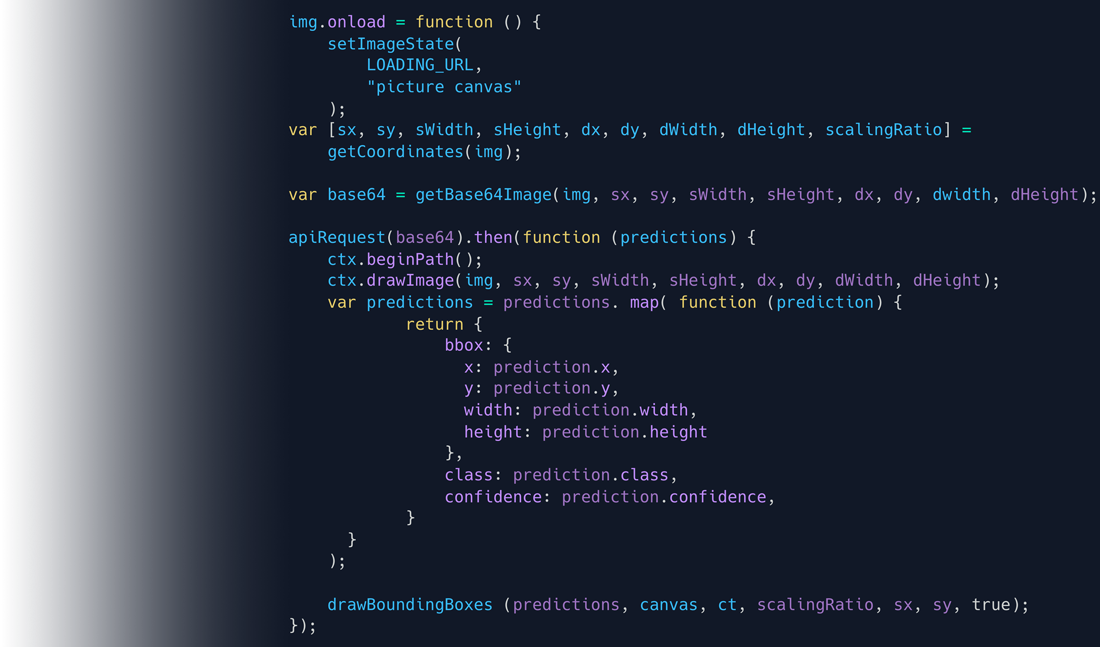 img.onload = function () {
    setImageState(
        LOADING_URL,
        "picture canvas"
    );
var [sx, sy, sWidth, sHeight, dx, dy, dWidth, dHeight, scalingRatio] =
    getCoordinates(img);

var base64 = getBase64Image(img, sx, sy, sWidth, sHeight, dx, dy, dwidth, dHeight);

apiRequest(base64).then(function (predictions) {
    ctx.beginPath();
    ctx.drawImage(img, sx, sy, sWidth, sHeight, dx, dy, dWidth, dHeight);
    var predictions = predictions. map( function (prediction) {
            return {
                bbox: {
                  x: prediction.x,
                  y: prediction.y,
                  width: prediction.width,
                  height: prediction.height
                },
                class: prediction.class,
                confidence: prediction.confidence,
            }
      }
    );

    drawBoundingBoxes (predictions, canvas, ct, scalingRatio, sx, sy, true);
});